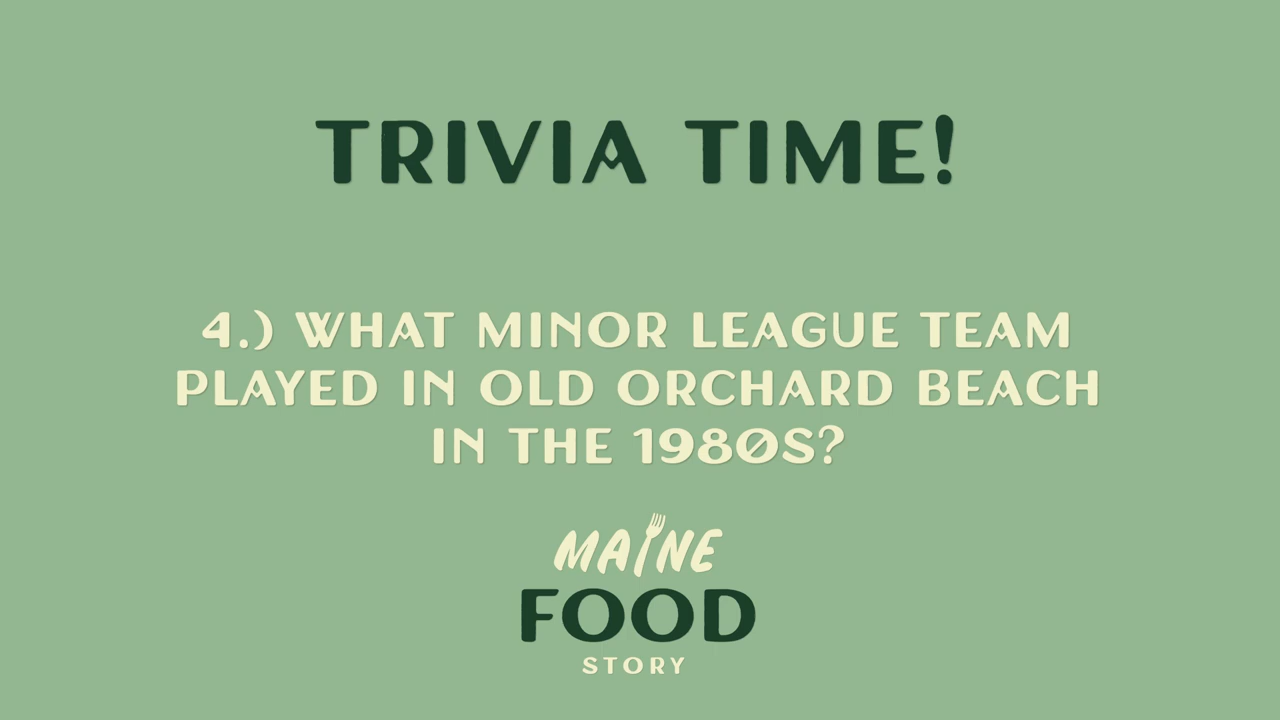 TRIVIA TIME!
4.) WHAT MINOR LEAGUE TEAM
PLAYED IN OLD ORCHARD BEACH
IN THE 1980S?
MAINE
FOOD
STORY